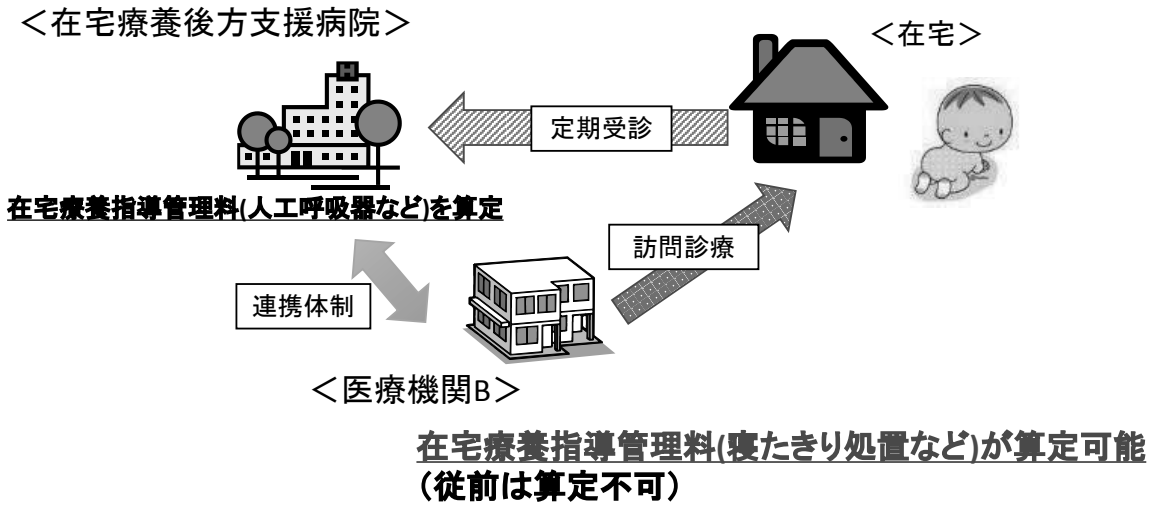 ＜在宅療養後方支援病院＞
＜在宅＞
H
定期受診
在宅療養指導管理料(人工呼吸器など)を算定
訪問診療
連携体制
＜医療機関B＞
在宅療養指導管理料(寝たきり処置など)が算定可能
（従前は算定不可）